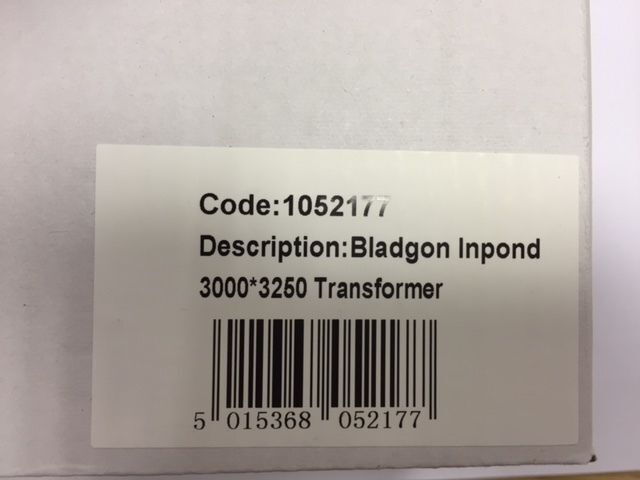 Code:1052177
Description:Bladgon Inpond
3000*3250 Transformer
5 015368 052177